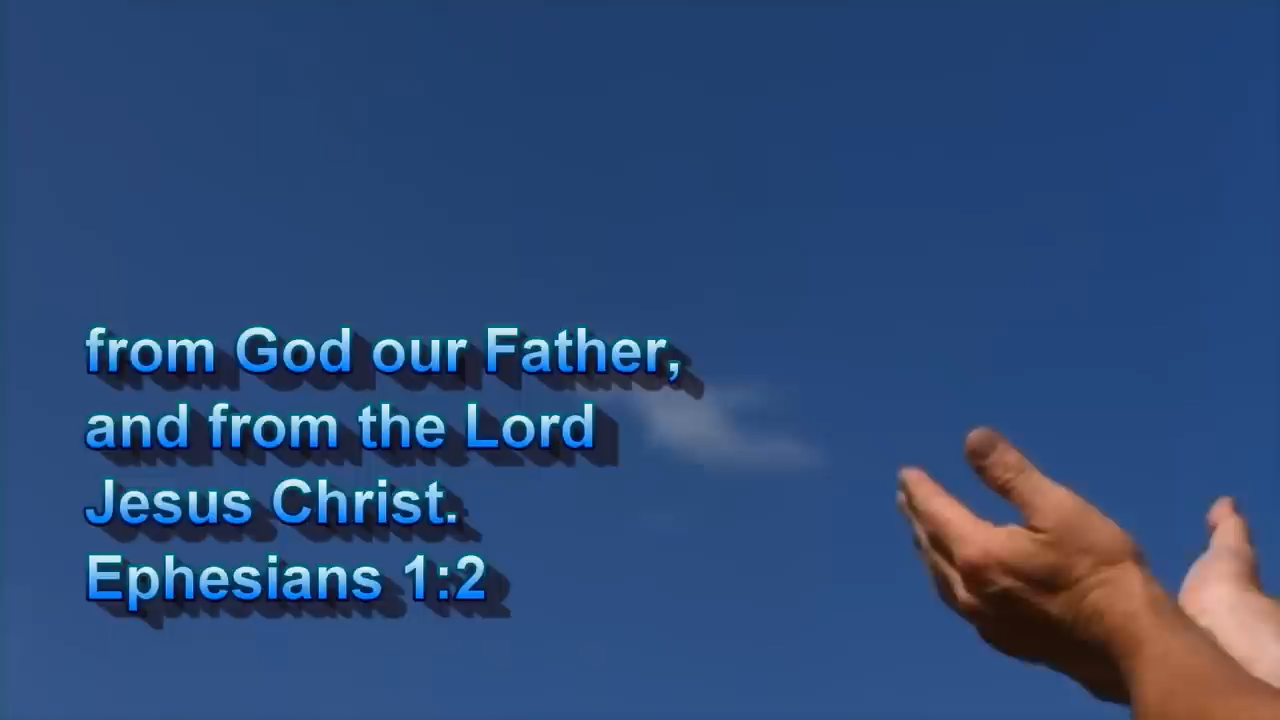 from God our Father,
and from the Lord
Jesus Christ.
Ephesians 1:2